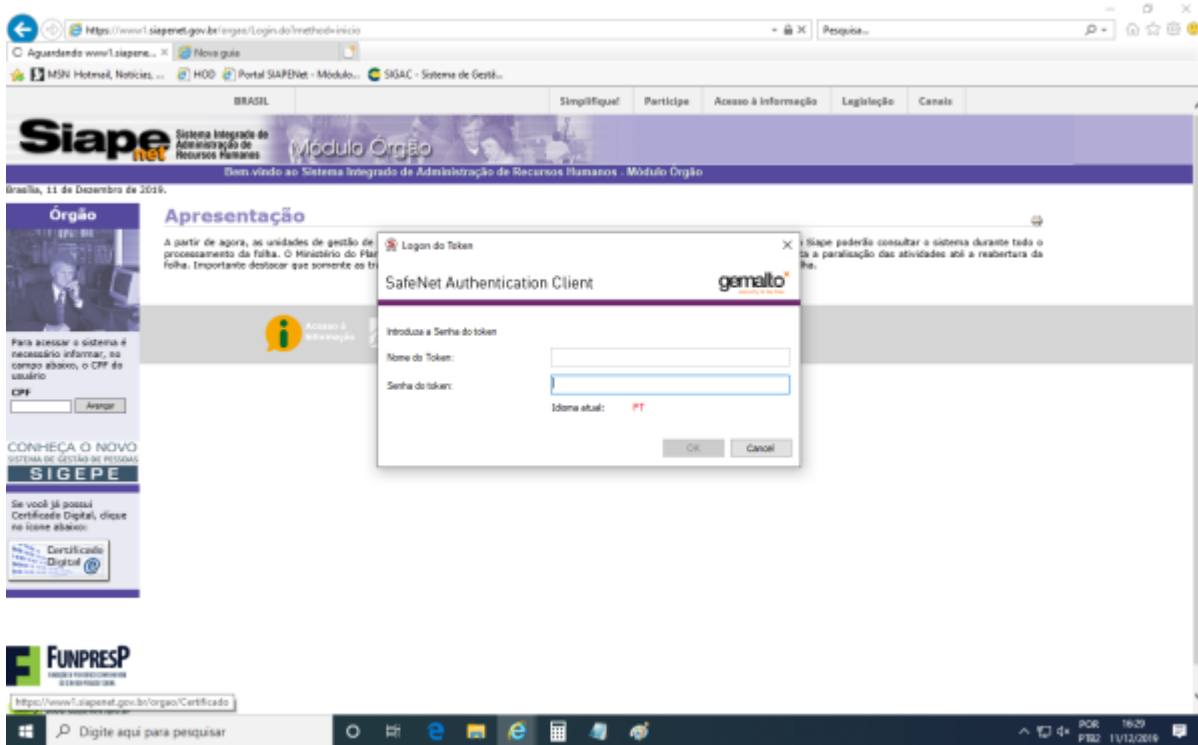 https://www1.siapenet.gov.br/orgao/Login.do?method=inicio
Pesquisa...
Aguardando www1.siapene...
Nova guia
MSN Hotmail, Notícias, ...
HOD
Portal SIAPENet - Módulo...
SIGAC - Sistema de Gestã...
BRASIL
Simplifique!
Participe
Acesso à informação
Legislação
Canais
Siape net
Sistema Integrado de
Administração de
Recursos Humanos
Módulo Órgão
Bem-vindo ao Sistema Integrado de Administração de Recursos Humanos - Módulo Órgão
Brasília, 11 de Dezembro de 2019.
Órgão
Apresentação
A partir de agora, as unidades de gestão de
processamento da folha. O Ministério do Pla
folha. Importante destacar que somente as tr
Siape poderão consultar o sistema durante todo o
a paralisação das atividades até a reabertura da
Logon do Token
SafeNet Authentication Client
gemalto
Introduza a Senha do token
Nome do Token:
Senha do token:
Idioma atual: PT
OK
Cancel
Acesso à
Informação
Para acessar o sistema é
necessário informar, no
campo abaixo, o CPF do
usuário
CPF
Avançar
CONHEÇA O NOVO
SISTEMA DE GESTÃO DE PESSOAS
SIGEPE
Se você já possui
Certificado Digital, clique
no ícone abaixo:
Certificado
Digital
FUNPRESP
https://www1.siapenet.gov.br/orgao/Certificado
Digite aqui para pesquisar
POR
PTB2
16:29
11/12/2019